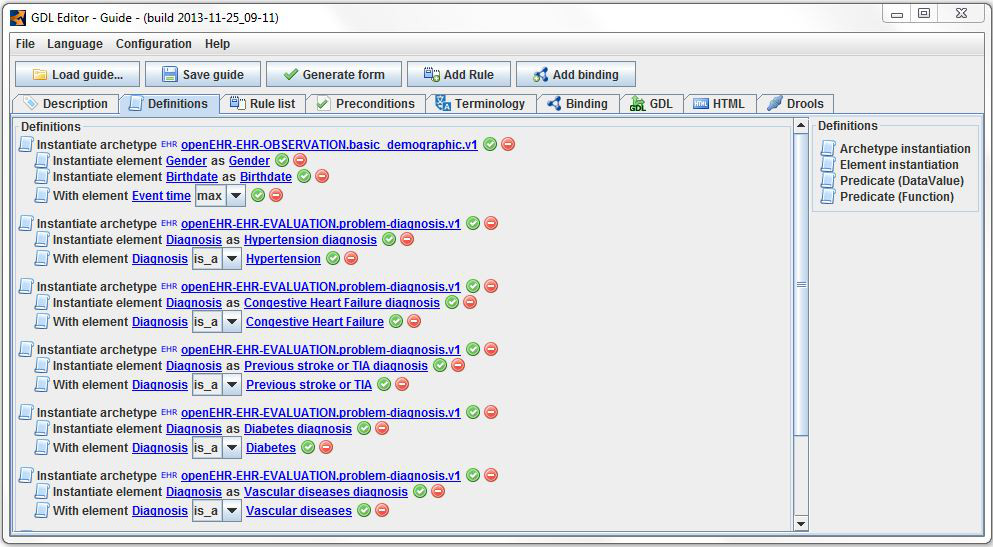 GDL Editor - Guide - (build 2013-11-25_09-11)
File Language Configuration Help
Load guide... Save guide Generate form Add Rule Add binding
Description Definitions Rule list Preconditions Terminology Binding GDL HTML Drools
Definitions
Instantiate archetype EHR openEHR-EHR-OBSERVATION.basic_demographic.v1
Instantiate element Gender as Gender
Instantiate element Birthdate as Birthdate
With element Event time max
Instantiate archetype EHR openEHR-EHR-EVALUATION.problem-diagnosis.v1
Instantiate element Diagnosis as Hypertension diagnosis
With element Diagnosis is_a Hypertension
Instantiate archetype EHR openEHR-EHR-EVALUATION.problem-diagnosis.v1
Instantiate element Diagnosis as Congestive Heart Failure diagnosis
With element Diagnosis is_a Congestive Heart Failure
Instantiate archetype EHR openEHR-EHR-EVALUATION.problem-diagnosis.v1
Instantiate element Diagnosis as Previous stroke or TIA diagnosis
With element Diagnosis is_a Previous stroke or TIA
Instantiate archetype EHR openEHR-EHR-EVALUATION.problem-diagnosis.v1
Instantiate element Diagnosis as Diabetes diagnosis
With element Diagnosis is_a Diabetes
Instantiate archetype EHR openEHR-EHR-EVALUATION.problem-diagnosis.v1
Instantiate element Diagnosis as Vascular diseases diagnosis
With element Diagnosis is_a Vascular diseases
Definitions
Archetype instantiation
Element instantiation
Predicate (DataValue)
Predicate (Function)